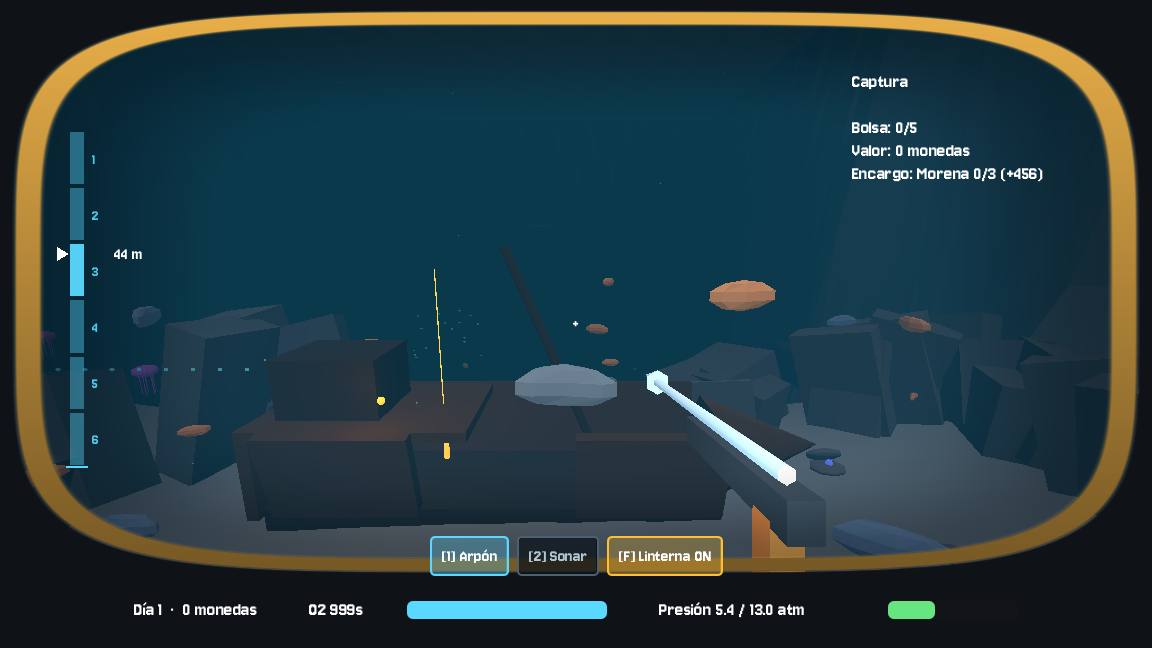 Captura
Bolsa: 0/5
Valor: 0 monedas
Encargo: Morena 0/3 (+456)
1
2
44 m
3
4
5
6
[1] Arpón
[2] Sonar
[F] Linterna ON
Día 1 · 0 monedas
O2 999s
Presión 5.4 / 13.0 atm